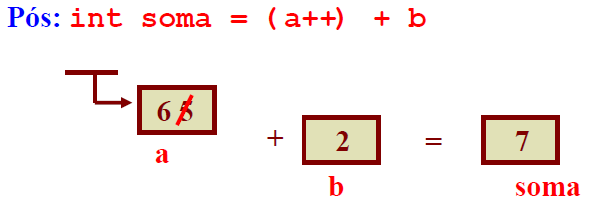 Pós: int soma = (a++) + b
6 5 + 2 = 7
a b soma